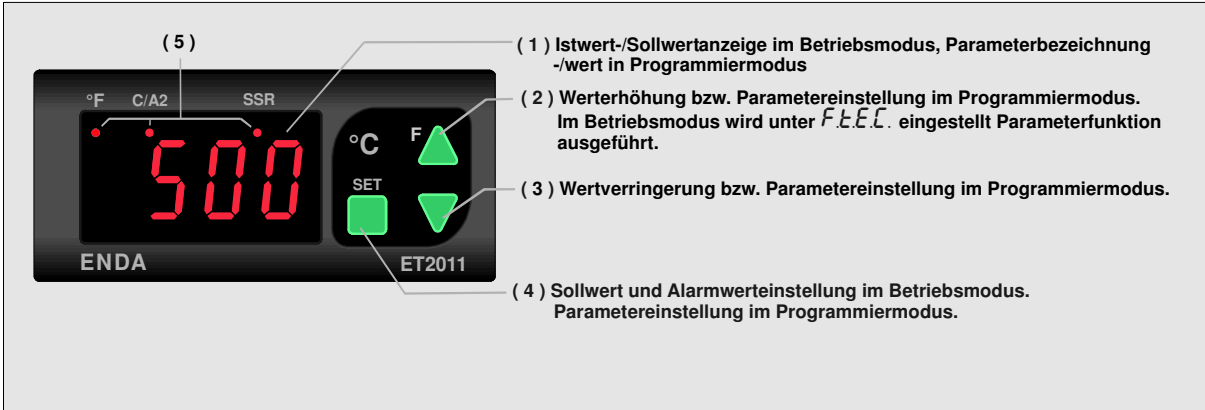 ( 5 )
( 1 ) Istwert-/Sollwertanzeige im Betriebsmodus, Parameterbezeichnung
-/wert in Programmiermodus
°F C/A2 SSR
500
°C
F
SET
ENDA
ET2011
( 2 ) Werterhöhung bzw. Parametereinstellung im Programmiermodus.
Im Betriebsmodus wird unter F.t.E.C. eingestellt Parameterfunktion
ausgeführt.
( 3 ) Wertverringerung bzw. Parametereinstellung im Programmiermodus.
( 4 ) Sollwert und Alarmwerteinstellung im Betriebsmodus.
Parametereinstellung im Programmiermodus.